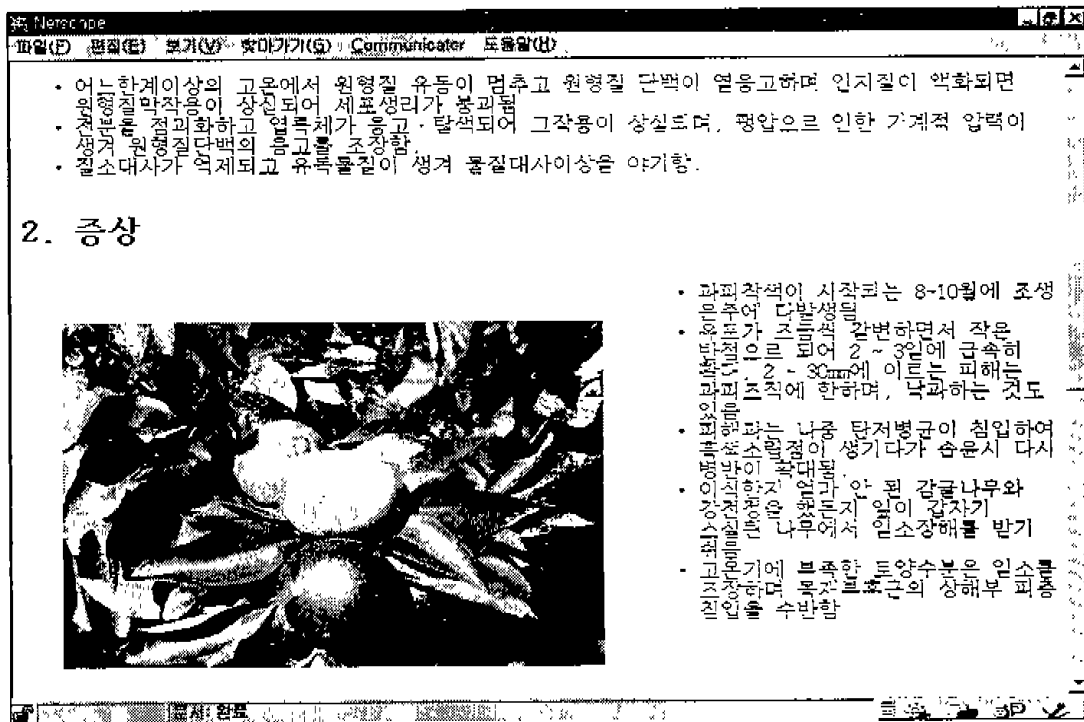 Netscape
파일(F) 편집(E) 보기(V) 찾아가기(G) Communicator 도움말(H)
• 어느한계이상의 고온에서 원형질 유동이 멈추고 원형질 단백이 열응고하며 인지질이 액화되면
원형질막작용이 상실되어 세포생리가 붕괴됨
• 전분을 점괴화하고 엽록체가 응고 · 탈색되어 그작용이 상실되며, 팽압으로 인한 기계적 압력이
생겨 원형질단백의 응고를 조장함.
• 질소대사가 억제되고 유독물질이 생겨 물질대사이상을 야기함.
2. 증상
• 과피착색이 시작되는 8~10월에 조생
온주에 다발생됨
• 유포가 조금씩 갈변하면서 작은
반점으로 되어 2 ~ 3일에 급속히
확대, 2 ~ 30mm에 이르는 피해는
과피조직에 한하며, 낙과하는 것도
있음
• 피해과는 나중 탄저병균이 침입하여
흑색소립점이 생기다가 습윤시 다시
병반이 확대됨.
• 이식한지 얼마 안 된 감귤나무와
강전정을 했든지 잎이 갑자기
소실된 나무에서 일소장해를 받기
쉬움
• 고온기에 부족한 토양수분은 일소를
조장하며 목자부 근의 상해부 피층
침입을 수반함
문서: 완료